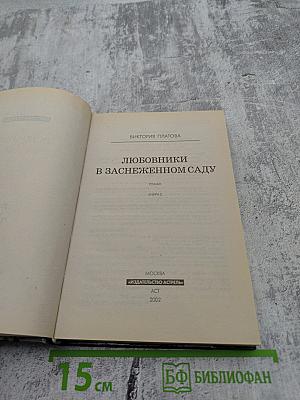 ВИКТОРИЯ ПЛАТОВА
ЛЮБОВНИКИ
В ЗАСНЕЖЕННОМ САДУ
РОМАН
КНИГА 2
МОСКВА
«ИЗДАТЕЛЬСТВО АСТРЕЛЬ»
АСТ
2002
15 СМ
БФ БИБЛИОФАН